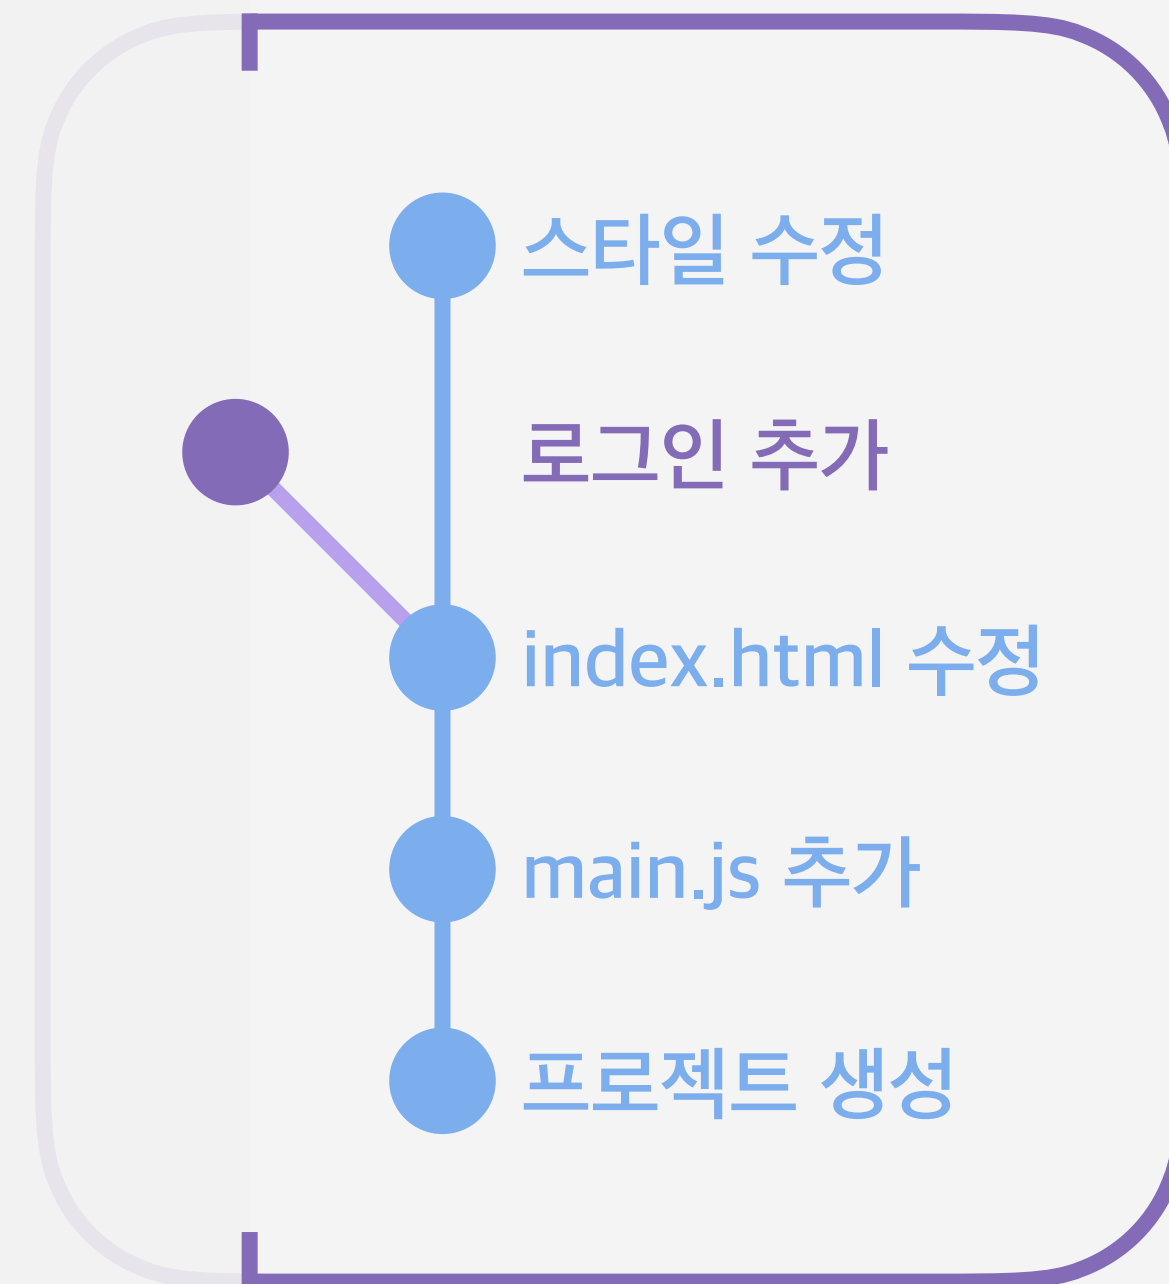 스타일 수정
로그인 추가
index.html 수정
main.js 추가
프로젝트 생성